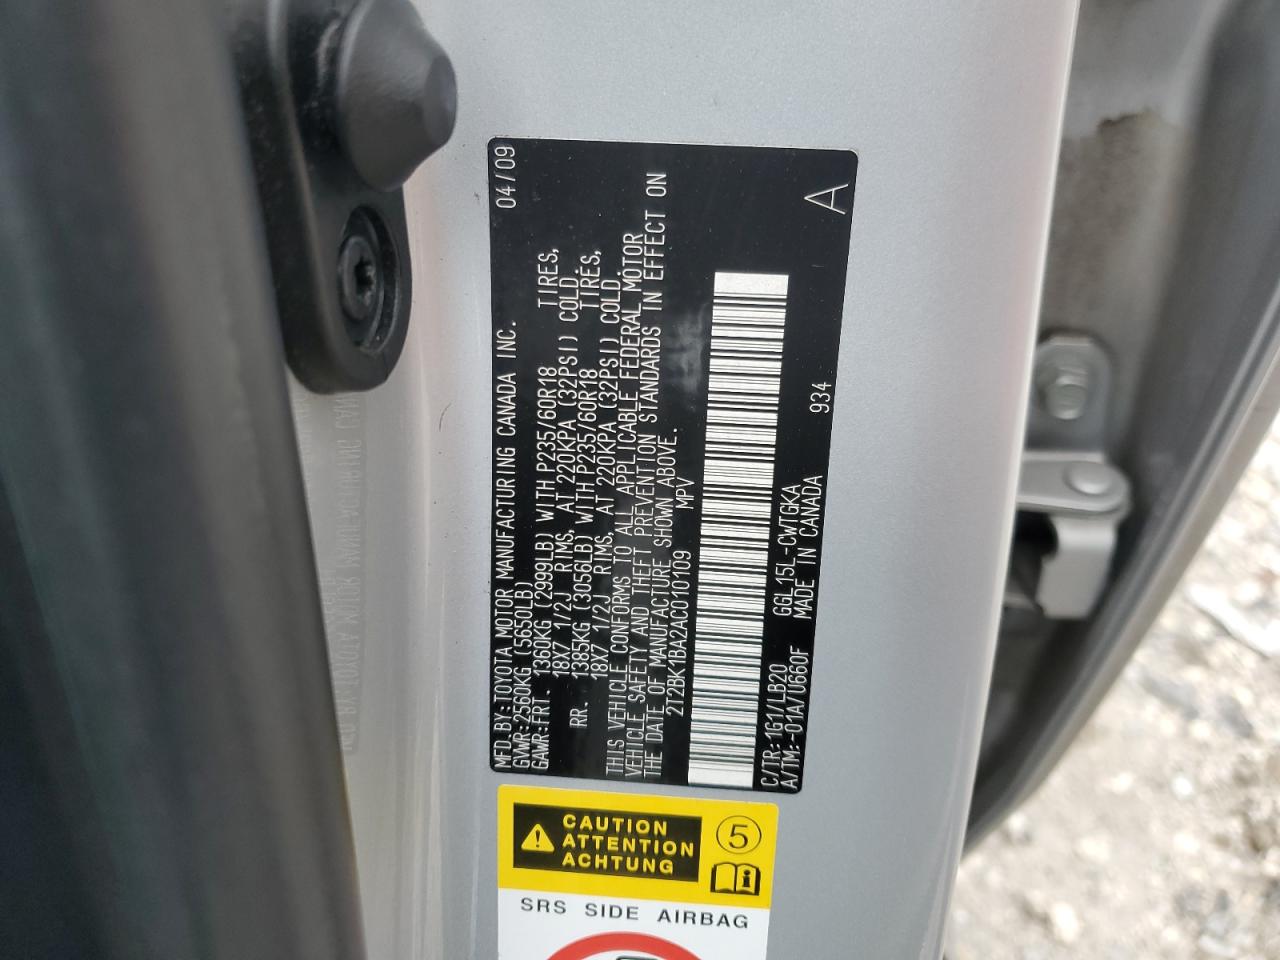 MFD.BY:TOYOTA MOTOR MANUFACTURING CANADA INC. 04/09
GVWR:2560KG (5650LB)
GAWR:FRT. 1360KG (2999LB) WITH P235/60R18 TIRES,
18X7 1/2J RIMS, AT 220KPA (32PSI) COLD.
RR. 1385KG (3056LB) WITH P235/60R18 TIRES,
18X7 1/2J RIMS, AT 220KPA (32PSI) COLD.
THIS VEHICLE CONFORMS TO ALL APPLICABLE FEDERAL MOTOR
VEHICLE SAFETY AND THEFT PREVENTION STANDARDS IN EFFECT ON
THE DATE OF MANUFACTURE SHOWN ABOVE.
2T2BK1BA2AC010109 MPV
C/TR:1G1/LB20 GGL15L-CWTGKA 934 A
A/TM:-01A/U660F MADE IN CANADA
CAUTION
ATTENTION
ACHTUNG
5
SRS SIDE AIRBAG